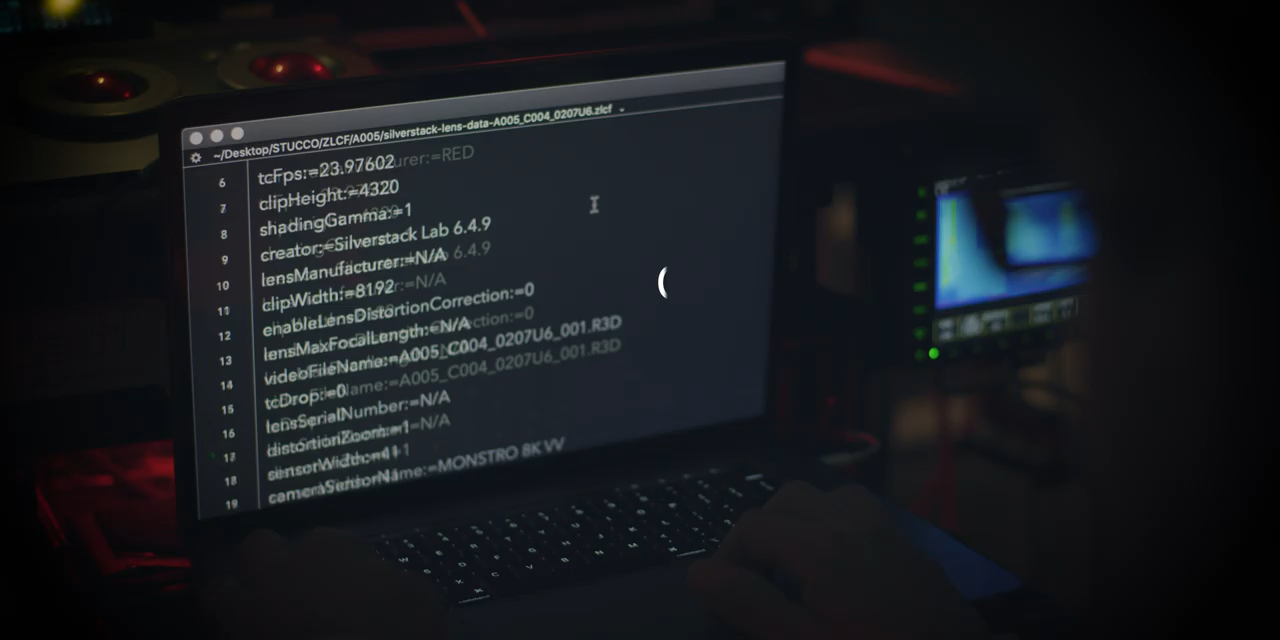 ~/Desktop/STUCCO/ZLCF/A005/silverstack-lens-data-A005_C004_0207U6.zlcf
6 tcFps:=23.97602
7 clipHeight:=4320
8 shadingGamma:=1
9 creator:=Silverstack Lab 6.4.9
10 lensManufacturer:=N/A
11 clipWidth:=8192
12 enableLensDistortionCorrection:=0
13 lensMaxFocalLength:=N/A
14 videoFileName:=A005_C004_0207U6_001.R3D
15 tcDrop:=0
16 lensSerialNumber:=N/A
17 distortionZoom:=1
18 sensorWidth:=41
19 cameraSensorName:=MONSTRO 8K VV